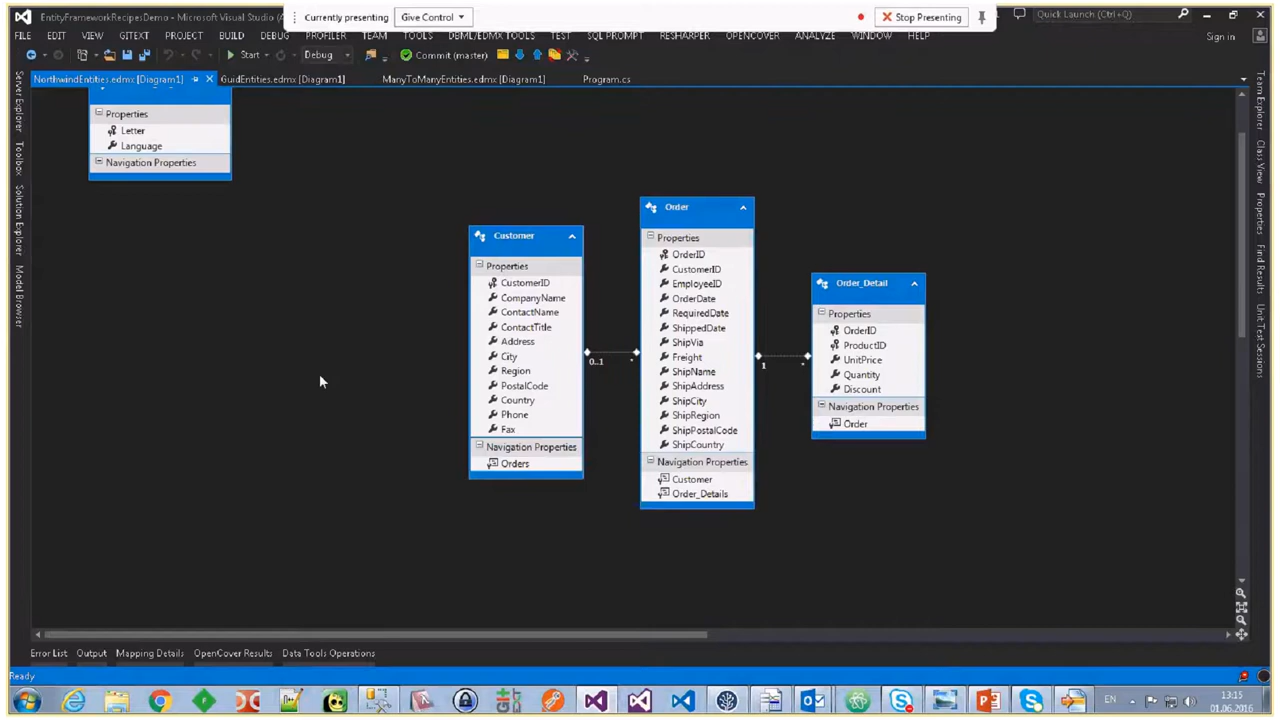 EntityFrameworkRecipesDemo - Microsoft Visual Studio (A
Currently presenting
Give Control
Stop Presenting
Quick Launch (Ctrl+Q)
FILE EDIT VIEW GITEXT PROJECT BUILD DEBUG PROFILER TEAM TOOLS DBML/EDMX TOOLS TEST SQL PROMPT RESHARPER OPENCOVER ANALYZE WINDOW HELP
Sign in
Start
Debug
Commit (master)
NorthwindEntities.edmx [Diagram1]
GuidEntities.edmx [Diagram1]
ManyToManyEntities.edmx [Diagram1]
Program.cs
Server Explorer
Toolbox
Solution Explorer
Model Browser
Properties
Letter
Language
Navigation Properties
Customer
Properties
CustomerID
CompanyName
ContactName
ContactTitle
Address
City
Region
PostalCode
Country
Phone
Fax
Navigation Properties
Orders
0..1
*
Order
Properties
OrderID
CustomerID
EmployeeID
OrderDate
RequiredDate
ShippedDate
ShipVia
Freight
ShipName
ShipAddress
ShipCity
ShipRegion
ShipPostalCode
ShipCountry
Navigation Properties
Customer
Order_Details
1
*
Order_Detail
Properties
OrderID
ProductID
UnitPrice
Quantity
Discount
Navigation Properties
Order
Team Explorer
Class View
Properties
Find Results
Unit Test Sessions
Error List
Output
Mapping Details
OpenCover Results
Data Tools Operations
Ready
EN
13:15
01.06.2016